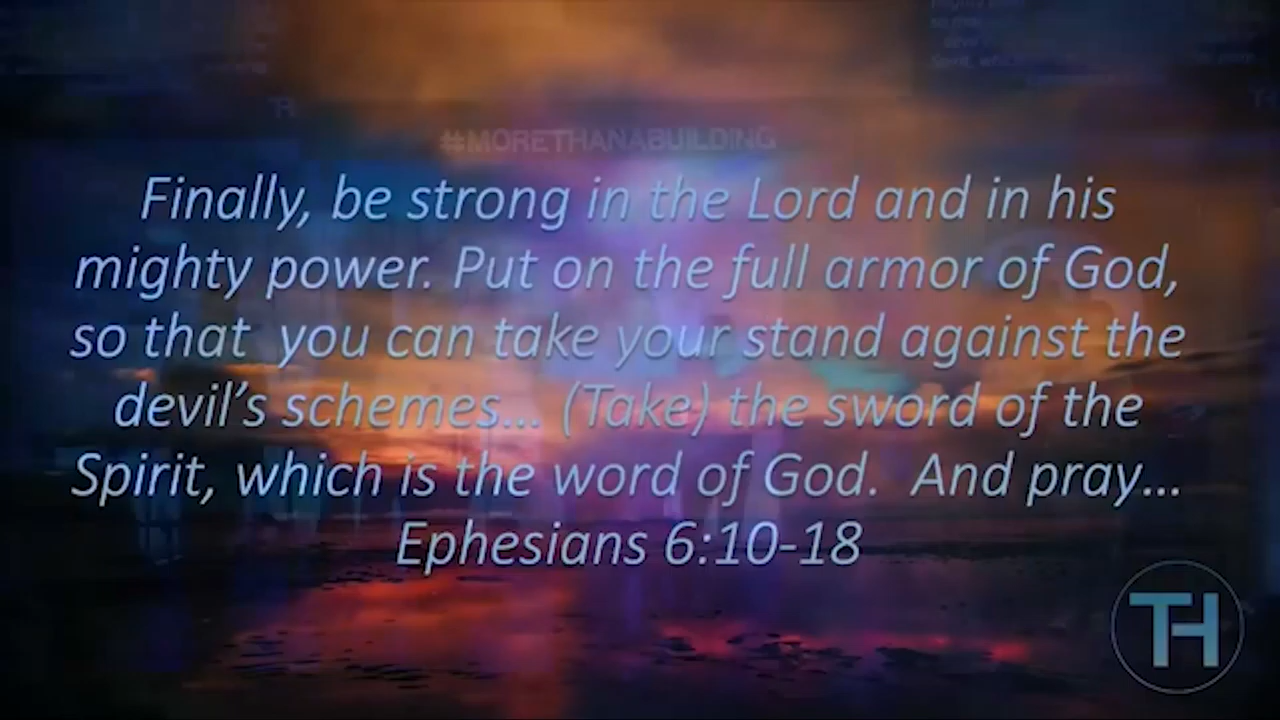 #MORETHANABUILDING
Finally, be strong in the Lord and in his
mighty power. Put on the full armor of God,
so that  you can take your stand against the
devil’s schemes... (Take) the sword of the
Spirit, which is the word of God.  And pray...
Ephesians 6:10-18
TH